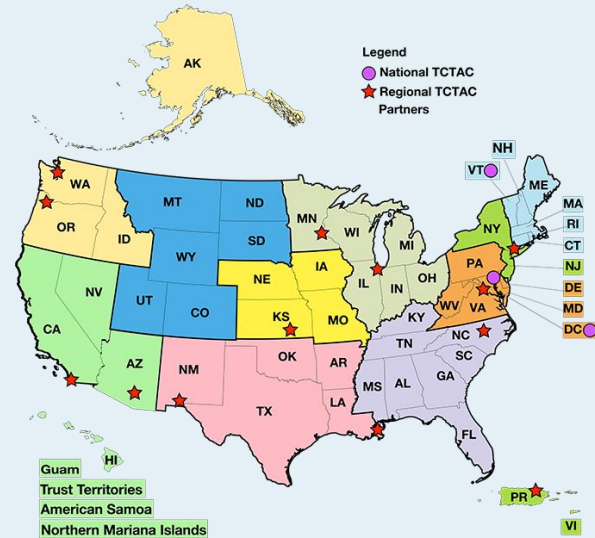 AK
Legend
National TCTAC
Regional TCTAC
Partners
NH
VT
ME
WA
MT
ND
MN
MA
RI
OR
ID
WI
MI
NY
CT
SD
WY
NJ
PA
IA
NE
OH
DE
NV
UT
CO
IL
IN
WV
VA
MD
CA
KS
MO
KY
DC
NC
TN
AZ
NM
OK
AR
SC
MS
AL
GA
TX
LA
FL
HI
Guam
Trust Territories
American Samoa
Northern Mariana Islands
PR
VI